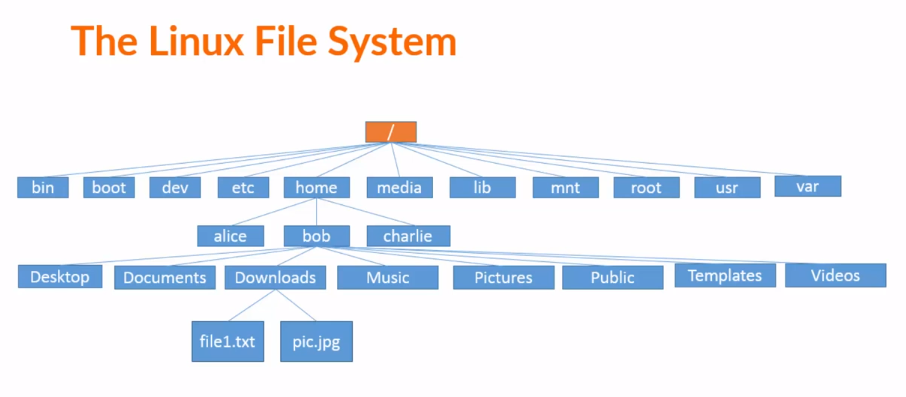 The Linux File System
/
bin boot dev etc home media lib mnt root usr var
alice bob charlie
Desktop Documents Downloads Music Pictures Public Templates Videos
file1.txt pic.jpg